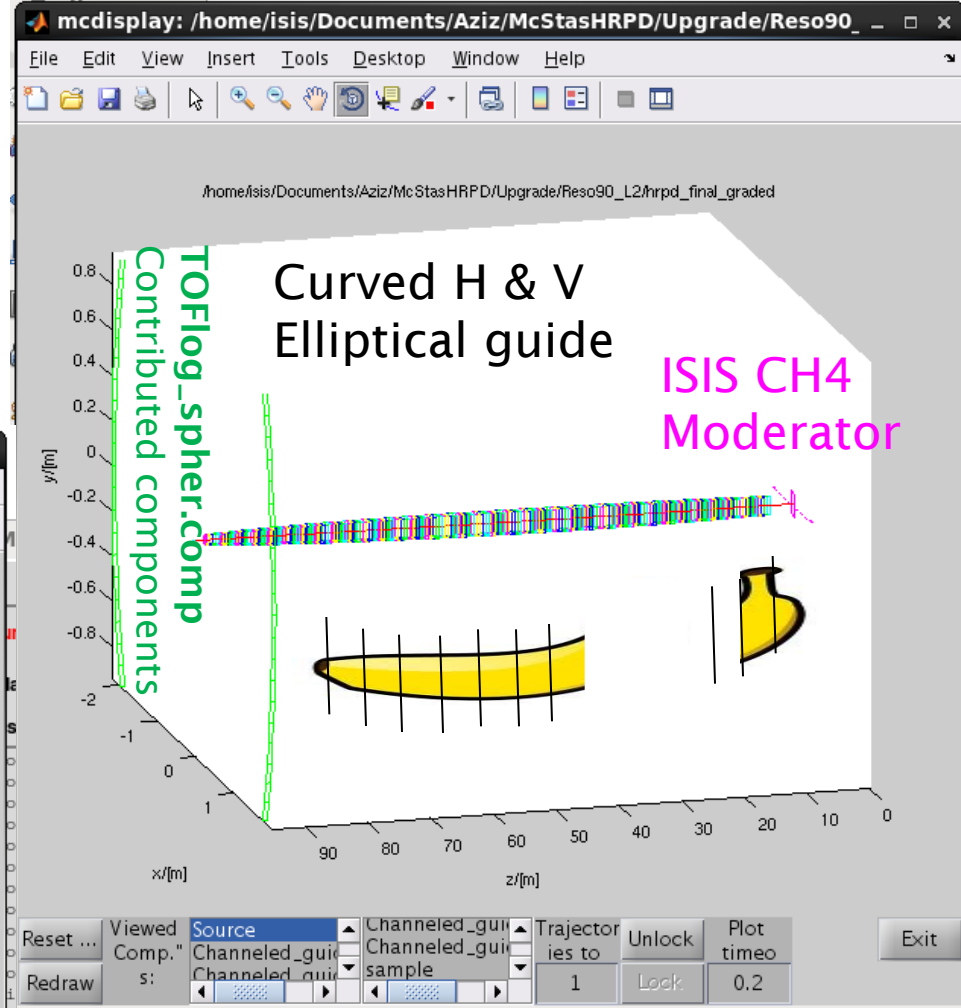 mcdisplay: /home/isis/Documents/Aziz/McStasHRPD/Upgrade/Reso90_
File Edit View Insert Tools Desktop Window Help
/home/isis/Documents/Aziz/McStasHRPD/Upgrade/Reso90_L2/hrpd_final_graded
Curved H & V
Elliptical guide
ISIS CH4
Moderator
TOFlog_spher.comp
Contributed components
0.8
0.6
0.4
0.2
0
-0.2
-0.4
-0.6
-0.8
y/[m]
-2
-1
0
1
x/[m]
90 80 70 60 50 40 30 20 10 0
z/[m]
Reset ...
Redraw
Viewed
Comp."
s:
Source
Channeled_guid
Channeled_guid
Channeled_guid
Channeled_guid
sample
Trajector
ies to
1
Unlock
Lock
Plot
timeo
0.2
Exit